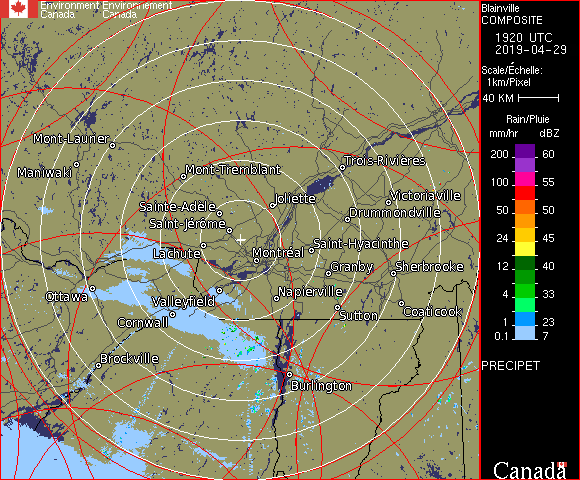 Environment Environnement
Canada Canada
Blainville
COMPOSITE
1920 UTC
2019-04-29
Scale/Échelle:
1km/Pixel
40 KM
Rain/Pluie
mm/hr dBZ
200 60
100 55
50 50
24 45
12 40
4 33
1 23
0.1 7
PRECIPET
Canada
Mont-Laurier
Maniwaki
Mont-Tremblant
Trois-Rivières
Joliette
Victoriaville
Sainte-Adèle
Drummondville
Saint-Jérôme
Saint-Hyacinthe
Lachute
Montréal
Granby
Sherbrooke
Ottawa
Valleyfield
Napierville
Cornwall
Sutton
Coaticook
Brockville
Burlington